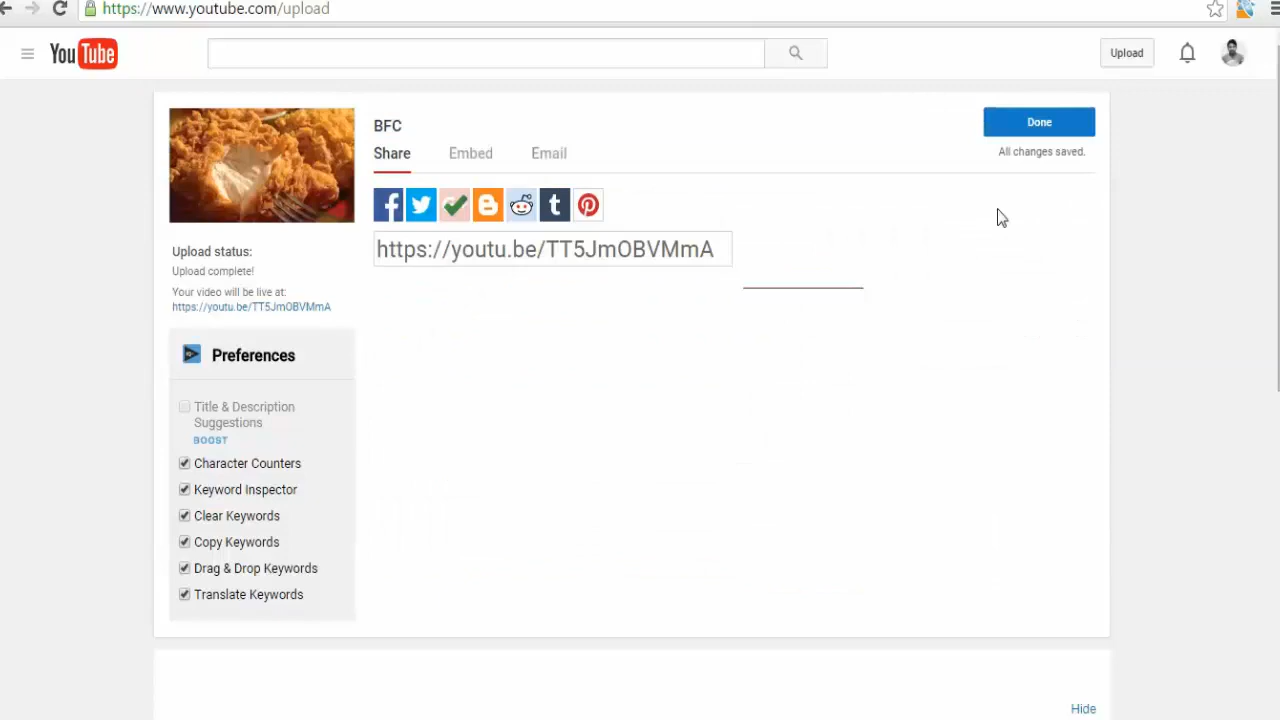 https://www.youtube.com/upload
YouTube
Upload
BFC
Done
Share Embed Email
All changes saved.
https://youtu.be/TT5JmOBVMmA
Upload status:
Upload complete!
Your video will be live at:
https://youtu.be/TT5JmOBVMmA
Preferences
Title & Description
Suggestions
BOOST
Character Counters
Keyword Inspector
Clear Keywords
Copy Keywords
Drag & Drop Keywords
Translate Keywords
Hide